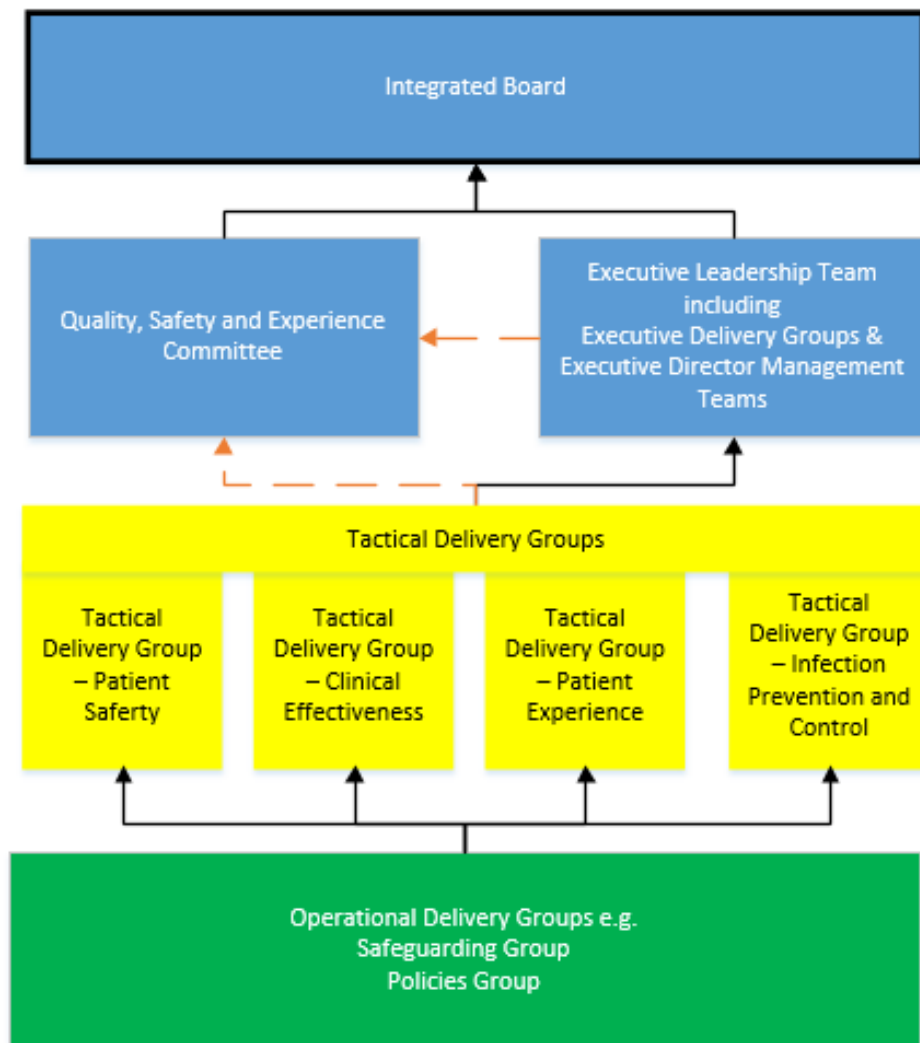 Integrated Board
Quality, Safety and Experience
Committee
Executive Leadership Team
including
Executive Delivery Groups &
Executive Director Management
Teams
Tactical Delivery Groups
Tactical
Delivery Group
– Patient
Saferty
Tactical
Delivery Group
– Clinical
Effectiveness
Tactical
Delivery Group
– Patient
Experience
Tactical
Delivery Group
– Infection
Prevention and
Control
Operational Delivery Groups e.g.
Safeguarding Group
Policies Group